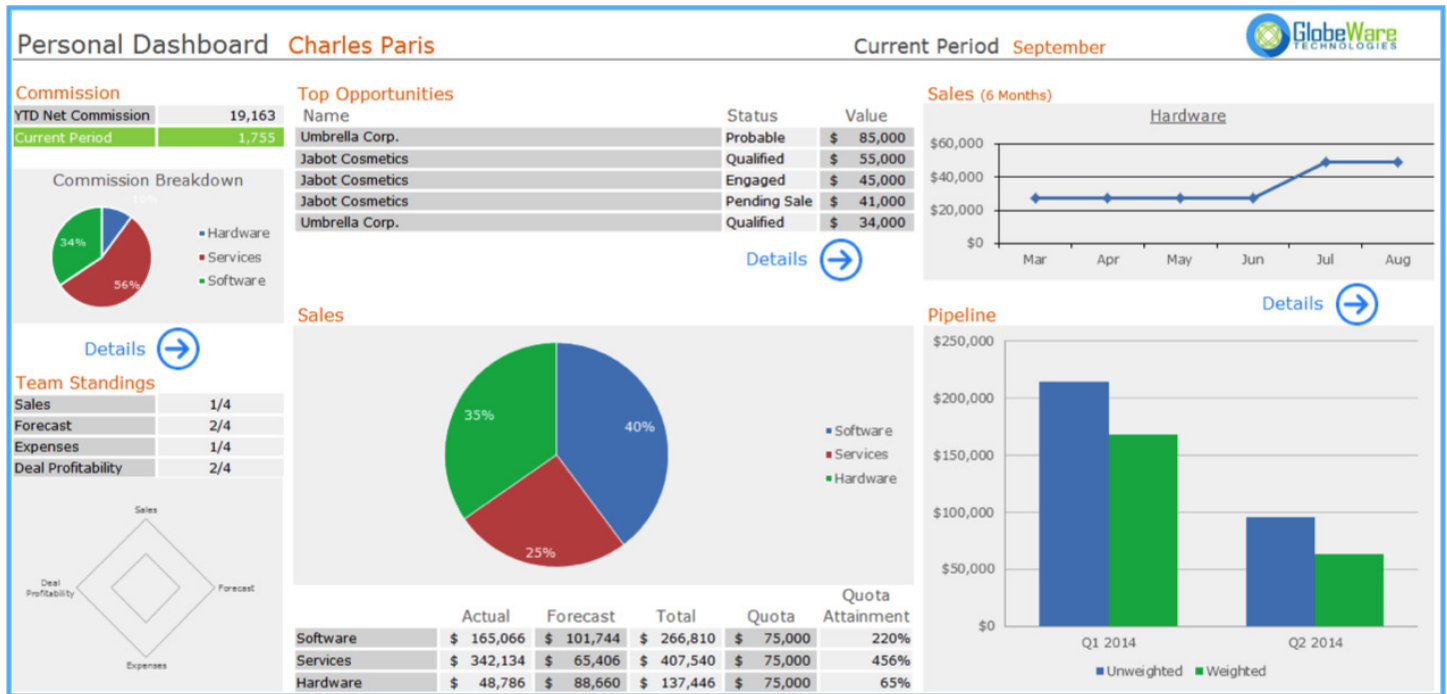 Personal Dashboard Charles Paris
Current Period September
GlobeWare
TECHNOLOGIES
Commission
YTD Net Commission 19,163
Current Period 1,755
Commission Breakdown
10%
34%
56%
Hardware
Services
Software
Details
Team Standings
Sales 1/4
Forecast 2/4
Expenses 1/4
Deal Profitability 2/4
Sales
Deal
Profitability
Forecast
Expenses
Top Opportunities
Name Status Value
Umbrella Corp. Probable $ 85,000
Jabot Cosmetics Qualified $ 55,000
Jabot Cosmetics Engaged $ 45,000
Jabot Cosmetics Pending Sale $ 41,000
Umbrella Corp. Qualified $ 34,000
Details
Sales
35%
40%
25%
Software
Services
Hardware
Actual Forecast Total Quota Quota Attainment
Software $ 165,066 $ 101,744 $ 266,810 $ 75,000 220%
Services $ 342,134 $ 65,406 $ 407,540 $ 75,000 456%
Hardware $ 48,786 $ 88,660 $ 137,446 $ 75,000 65%
Sales (6 Months)
Hardware
$60,000
$40,000
$20,000
$0
Mar Apr May Jun Jul Aug
Details
Pipeline
$250,000
$200,000
$150,000
$100,000
$50,000
$0
Q1 2014 Q2 2014
Unweighted Weighted